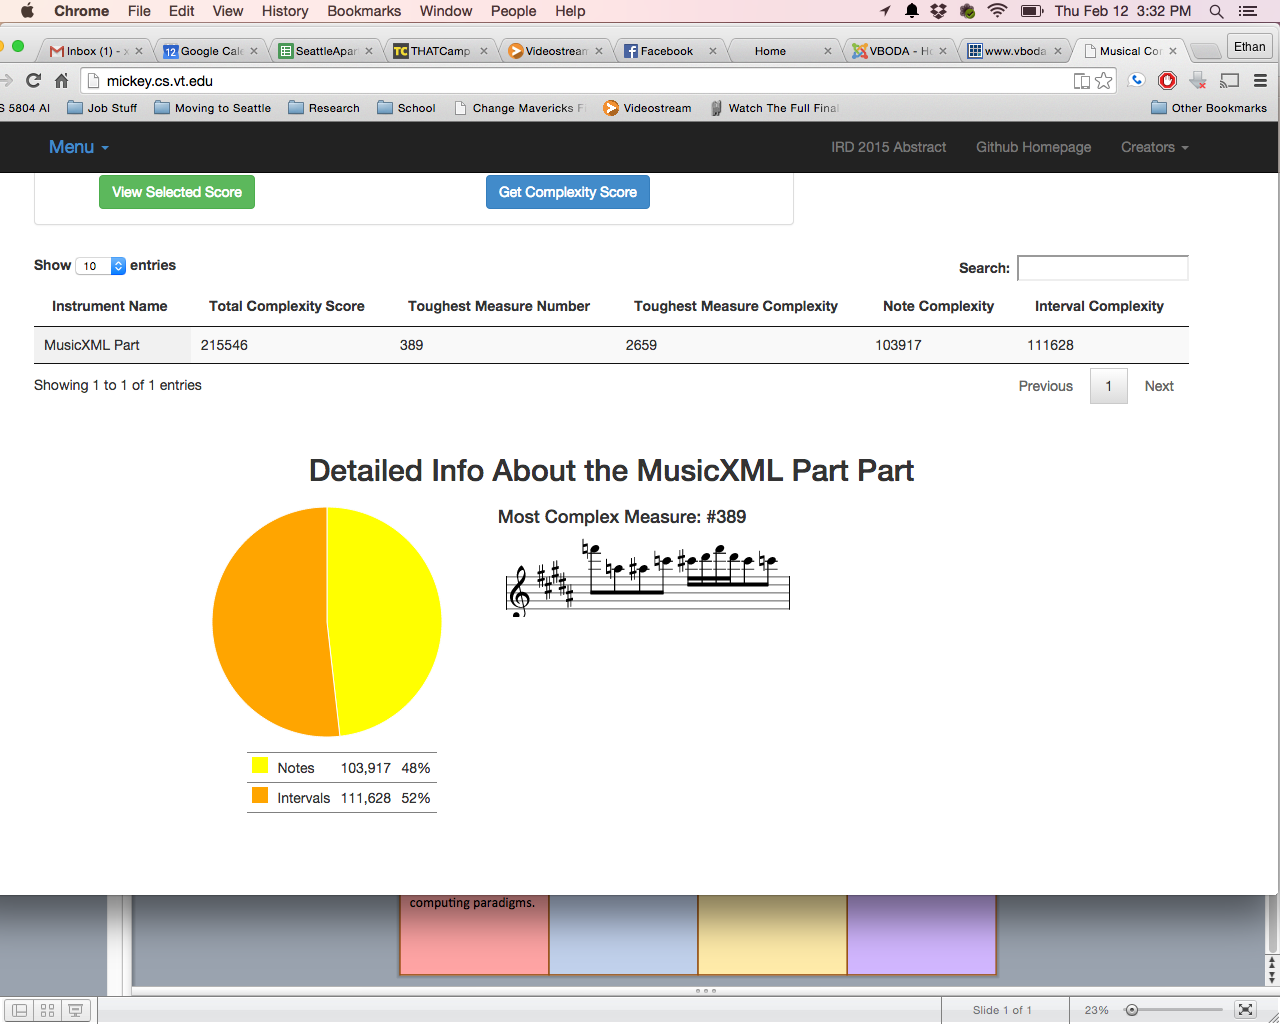 Chrome File Edit View History Bookmarks Window People Help Thu Feb 12 3:32 PM
Inbox (1) - x Google Cale SeattleApar THATCamp Videostream Facebook Home VBODA - Ho www.vboda Musical Co Ethan
mickey.cs.vt.edu
S 5804 AI Job Stuff Moving to Seattle Research School Change Mavericks F Videostream Watch The Full Final Other Bookmarks
Menu IRD 2015 Abstract Github Homepage Creators
View Selected Score Get Complexity Score
Show 10 entries Search:
Instrument Name Total Complexity Score Toughest Measure Number Toughest Measure Complexity Note Complexity Interval Complexity
MusicXML Part 215546 389 2659 103917 111628
Showing 1 to 1 of 1 entries Previous 1 Next
Detailed Info About the MusicXML Part Part
Most Complex Measure: #389
Notes 103,917 48%
Intervals 111,628 52%
computing paradigms.
Slide 1 of 1 23%